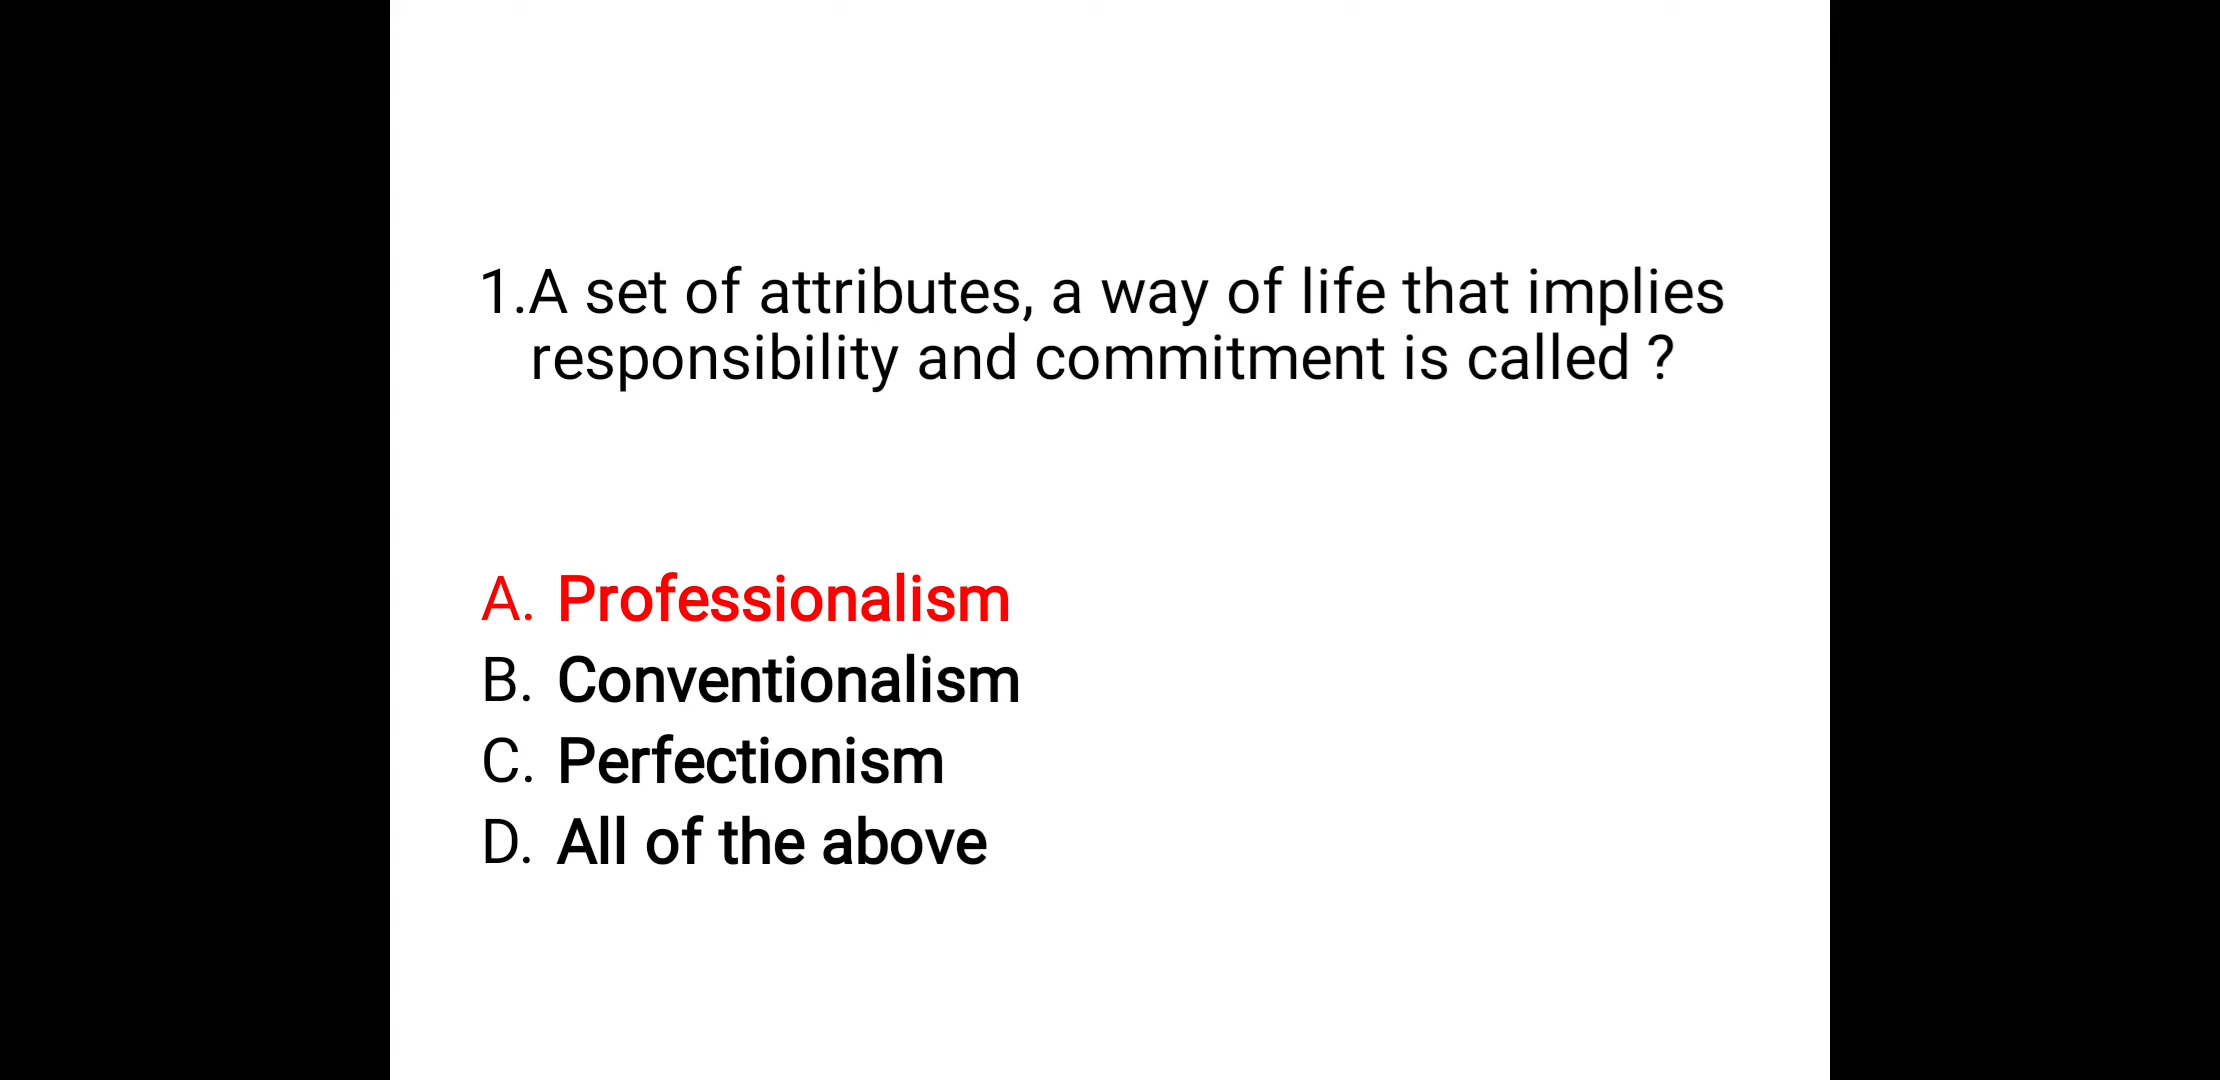 1.A set of attributes, a way of life that implies
responsibility and commitment is called ?
A. Professionalism
B. Conventionalism
C. Perfectionism
D. All of the above